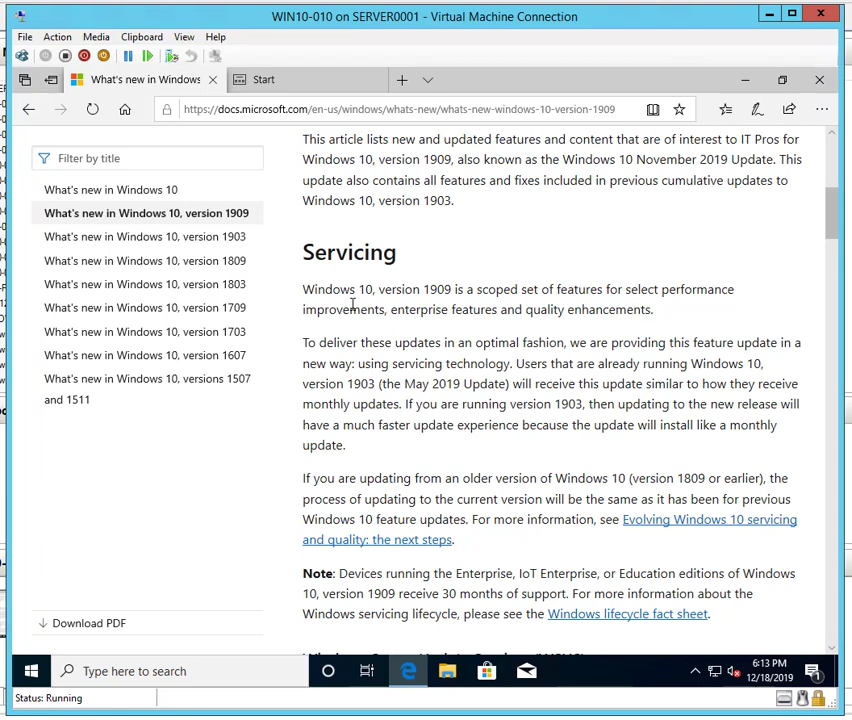 WIN10-010 on SERVER0001 - Virtual Machine Connection
File Action Media Clipboard View Help
What's new in Windows
Start
https://docs.microsoft.com/en-us/windows/whats-new/whats-new-windows-10-version-1909
Filter by title
What's new in Windows 10
What's new in Windows 10, version 1909
What's new in Windows 10, version 1903
What's new in Windows 10, version 1809
What's new in Windows 10, version 1803
What's new in Windows 10, version 1709
What's new in Windows 10, version 1703
What's new in Windows 10, version 1607
What's new in Windows 10, versions 1507
and 1511
Download PDF
This article lists new and updated features and content that are of interest to IT Pros for
Windows 10, version 1909, also known as the Windows 10 November 2019 Update. This
update also contains all features and fixes included in previous cumulative updates to
Windows 10, version 1903.
Servicing
Windows 10, version 1909 is a scoped set of features for select performance
improvements, enterprise features and quality enhancements.
To deliver these updates in an optimal fashion, we are providing this feature update in a
new way: using servicing technology. Users that are already running Windows 10,
version 1903 (the May 2019 Update) will receive this update similar to how they receive
monthly updates. If you are running version 1903, then updating to the new release will
have a much faster update experience because the update will install like a monthly
update.
If you are updating from an older version of Windows 10 (version 1809 or earlier), the
process of updating to the current version will be the same as it has been for previous
Windows 10 feature updates. For more information, see Evolving Windows 10 servicing
and quality: the next steps.
Note: Devices running the Enterprise, IoT Enterprise, or Education editions of Windows
10, version 1909 receive 30 months of support. For more information about the
Windows servicing lifecycle, please see the Windows lifecycle fact sheet.
Type here to search
6:13 PM
12/18/2019
1
Status: Running